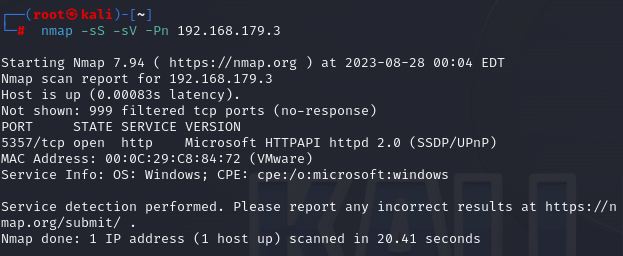 ┌──(root㉿kali)-[~]
└─# nmap -sS -sV -Pn 192.168.179.3
Starting Nmap 7.94 ( https://nmap.org ) at 2023-08-28 00:04 EDT
Nmap scan report for 192.168.179.3
Host is up (0.00083s latency).
Not shown: 999 filtered tcp ports (no-response)
PORT     STATE SERVICE VERSION
5357/tcp open  http    Microsoft HTTPAPI httpd 2.0 (SSDP/UPnP)
MAC Address: 00:0C:29:C8:84:72 (VMware)
Service Info: OS: Windows; CPE: cpe:/o:microsoft:windows
Service detection performed. Please report any incorrect results at https://n
map.org/submit/ .
Nmap done: 1 IP address (1 host up) scanned in 20.41 seconds